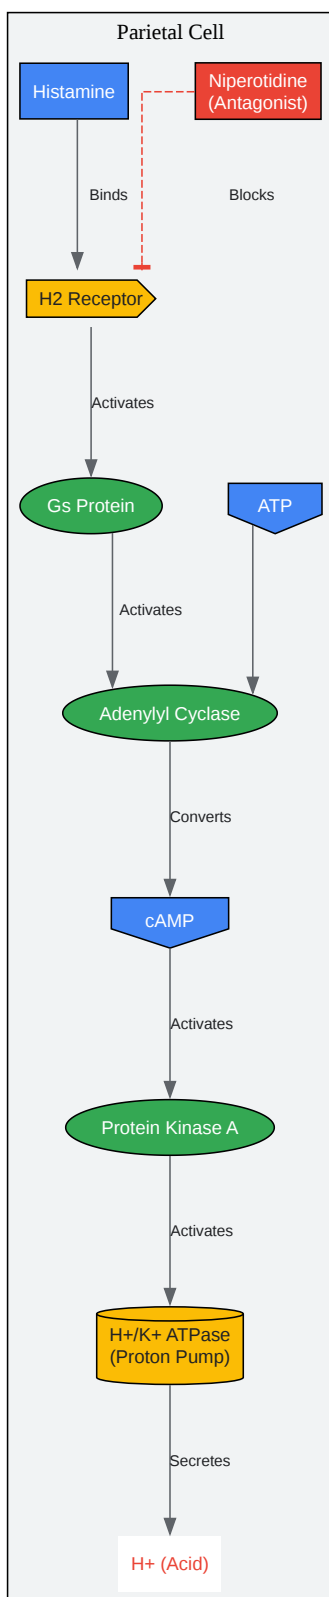 Parietal Cell
Histamine
Niperotidine
(Antagonist)
Binds
Blocks
H2 Receptor
Activates
Gs Protein
ATP
Activates
Adenylyl Cyclase
Converts
cAMP
Activates
Protein Kinase A
Activates
H+/K+ ATPase
(Proton Pump)
Secretes
H+ (Acid)